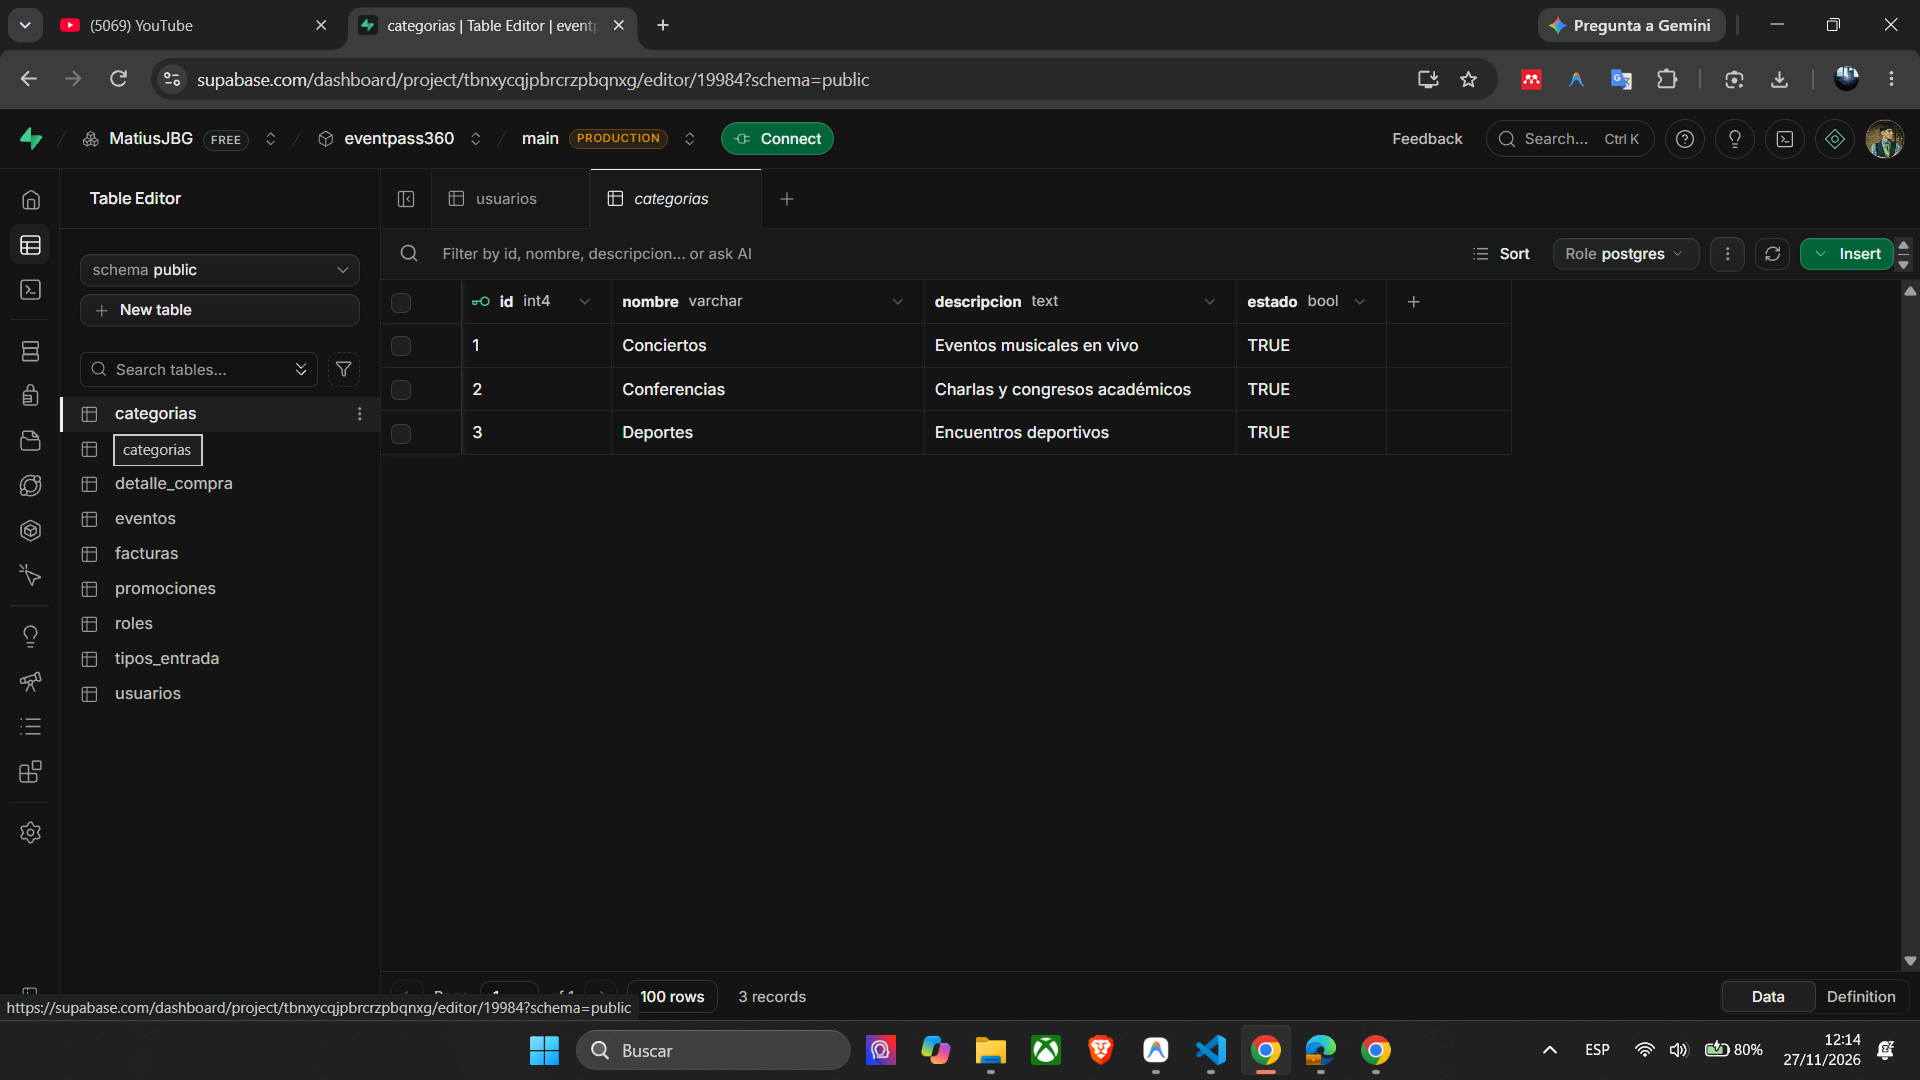 (5069) YouTube
categorias | Table Editor | eventp
Pregunta a Gemini
supabase.com/dashboard/project/tbnxycqjpbrcrzpbqnxg/editor/19984?schema=public
MatiusJBG FREE
eventpass360
main PRODUCTION
Connect
Feedback
Search... Ctrl K
Table Editor
usuarios
categorias
schema public
Filter by id, nombre, descripcion... or ask AI
Sort
Role postgres
Insert
New table
id int4 nombre varchar descripcion text estado bool
1 Conciertos Eventos musicales en vivo TRUE
2 Conferencias Charlas y congresos académicos TRUE
3 Deportes Encuentros deportivos TRUE
Search tables...
categorias
categorias
detalle_compra
eventos
facturas
promociones
roles
tipos_entrada
usuarios
100 rows
3 records
Data
Definition
https://supabase.com/dashboard/project/tbnxycqjpbrcrzpbqnxg/editor/19984?schema=public
Buscar
ESP
80%
12:14
27/11/2026